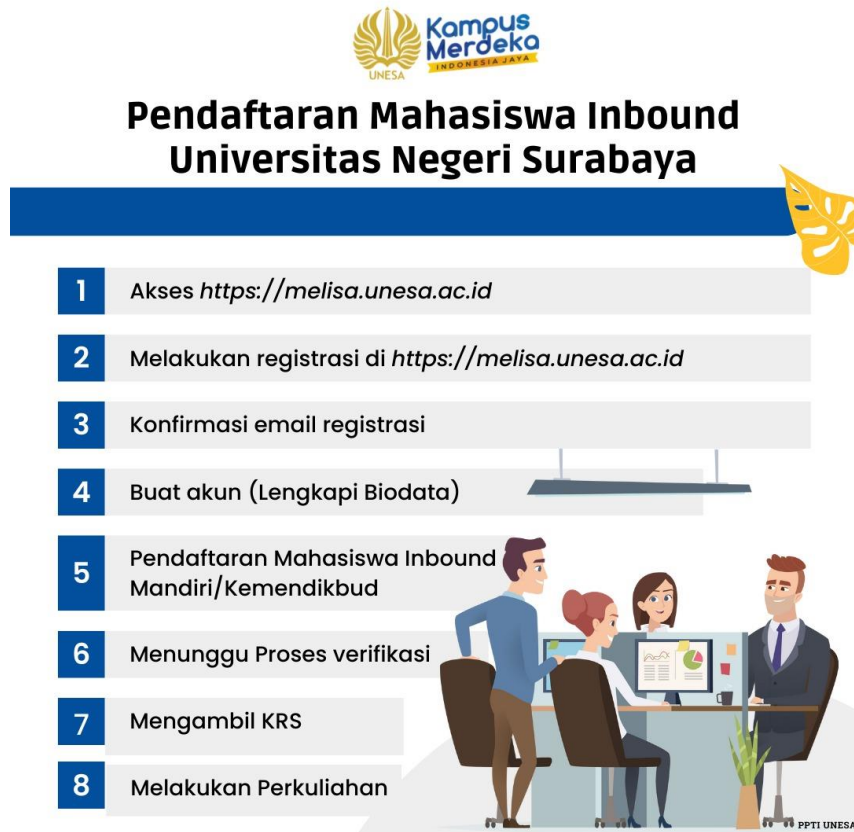 UNESA
Kampus
Merdeka
INDONESIA JAYA
Pendaftaran Mahasiswa Inbound
Universitas Negeri Surabaya
1 Akses https://melisa.unesa.ac.id
2 Melakukan registrasi di https://melisa.unesa.ac.id
3 Konfirmasi email registrasi
4 Buat akun (Lengkapi Biodata)
5 Pendaftaran Mahasiswa Inbound
Mandiri/Kemendikbud
6 Menunggu Proses verifikasi
7 Mengambil KRS
8 Melakukan Perkuliahan
PPTI UNESA